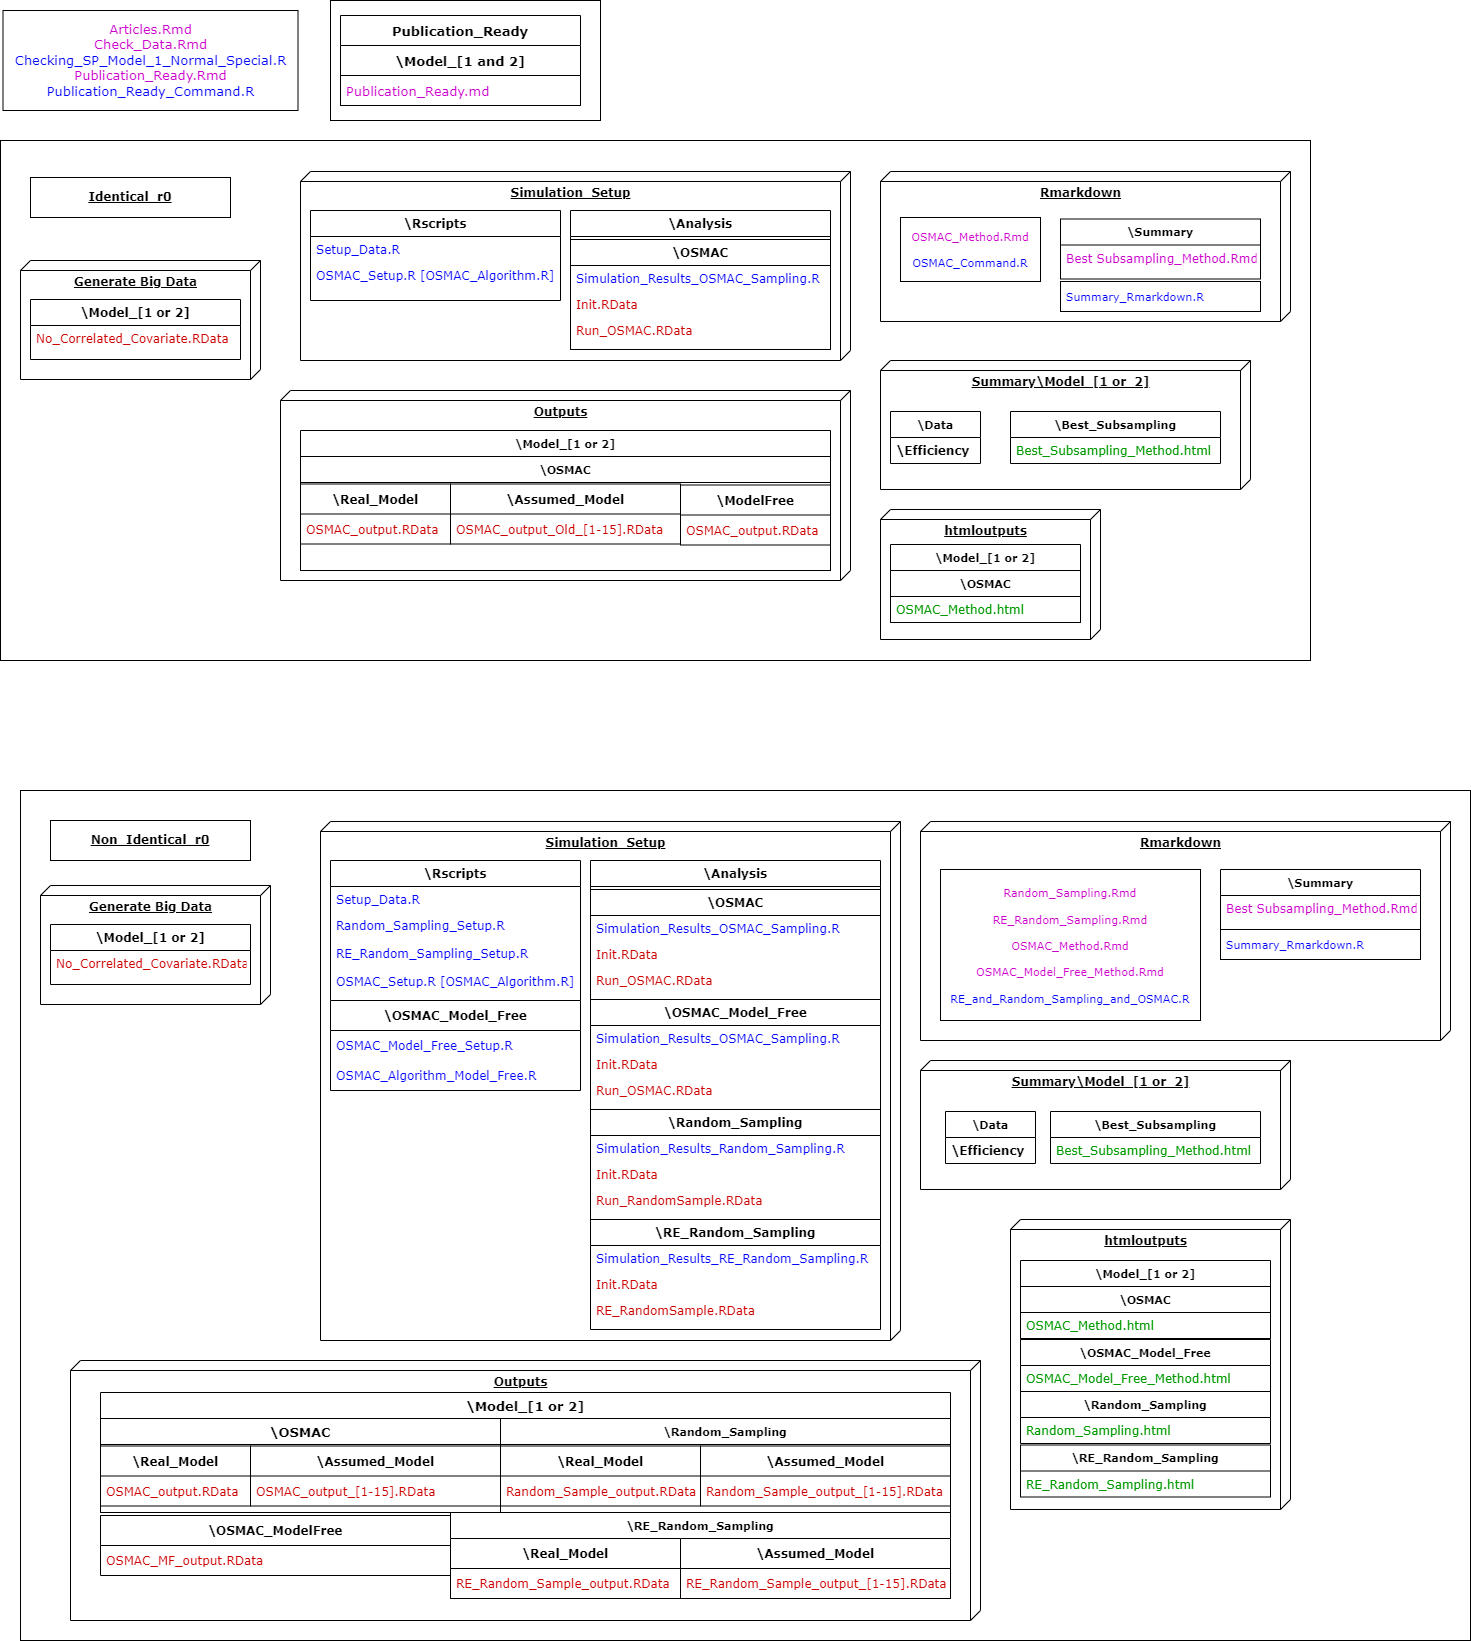 Articles.Rmd
Check_Data.Rmd
Checking_SP_Model_1_Normal_Special.R
Publication_Ready.Rmd
Publication_Ready_Command.R
Publication_Ready
\Model_[1 and 2]
Publication_Ready.md
Identical_r0
Generate Big Data
\Model_[1 or 2]
No_Correlated_Covariate.RData
Simulation_Setup
\Rscripts
Setup_Data.R
OSMAC_Setup.R [OSMAC_Algorithm.R]
\Analysis
\OSMAC
Simulation_Results_OSMAC_Sampling.R
Init.RData
Run_OSMAC.RData
Outputs
\Model_[1 or 2]
\OSMAC
\Real_Model
\Assumed_Model
\ModelFree
OSMAC_output.RData
OSMAC_output_Old_[1-15].RData
OSMAC_output.RData
Rmarkdown
OSMAC_Method.Rmd
OSMAC_Command.R
\Summary
Best Subsampling_Method.Rmd
Summary_Rmarkdown.R
Summary\Model_[1 or 2]
\Data
\Efficiency
\Best_Subsampling
Best_Subsampling_Method.html
htmloutputs
\Model_[1 or 2]
\OSMAC
OSMAC_Method.html
Non_Identical_r0
Generate Big Data
\Model_[1 or 2]
No_Correlated_Covariate.RData
Simulation_Setup
\Rscripts
Setup_Data.R
Random_Sampling_Setup.R
RE_Random_Sampling_Setup.R
OSMAC_Setup.R [OSMAC_Algorithm.R]
\OSMAC_Model_Free
OSMAC_Model_Free_Setup.R
OSMAC_Algorithm_Model_Free.R
\Analysis
\OSMAC
Simulation_Results_OSMAC_Sampling.R
Init.RData
Run_OSMAC.RData
\OSMAC_Model_Free
Simulation_Results_OSMAC_Sampling.R
Init.RData
Run_OSMAC.RData
\Random_Sampling
Simulation_Results_Random_Sampling.R
Init.RData
Run_RandomSample.RData
\RE_Random_Sampling
Simulation_Results_RE_Random_Sampling.R
Init.RData
RE_RandomSample.RData
Rmarkdown
Random_Sampling.Rmd
RE_Random_Sampling.Rmd
OSMAC_Method.Rmd
OSMAC_Model_Free_Method.Rmd
RE_and_Random_Sampling_and_OSMAC.R
\Summary
Best Subsampling_Method.Rmd
Summary_Rmarkdown.R
Summary\Model_[1 or 2]
\Data
\Efficiency
\Best_Subsampling
Best_Subsampling_Method.html
htmloutputs
\Model_[1 or 2]
\OSMAC
OSMAC_Method.html
\OSMAC_Model_Free
OSMAC_Model_Free_Method.html
\Random_Sampling
Random_Sampling.html
\RE_Random_Sampling
RE_Random_Sampling.html
Outputs
\Model_[1 or 2]
\OSMAC
\Random_Sampling
\Real_Model
\Assumed_Model
\Real_Model
\Assumed_Model
OSMAC_output.RData
OSMAC_output_[1-15].RData
Random_Sample_output.RData
Random_Sample_output_[1-15].RData
\OSMAC_ModelFree
OSMAC_MF_output.RData
\RE_Random_Sampling
\Real_Model
\Assumed_Model
RE_Random_Sample_output.RData
RE_Random_Sample_output_[1-15].RData